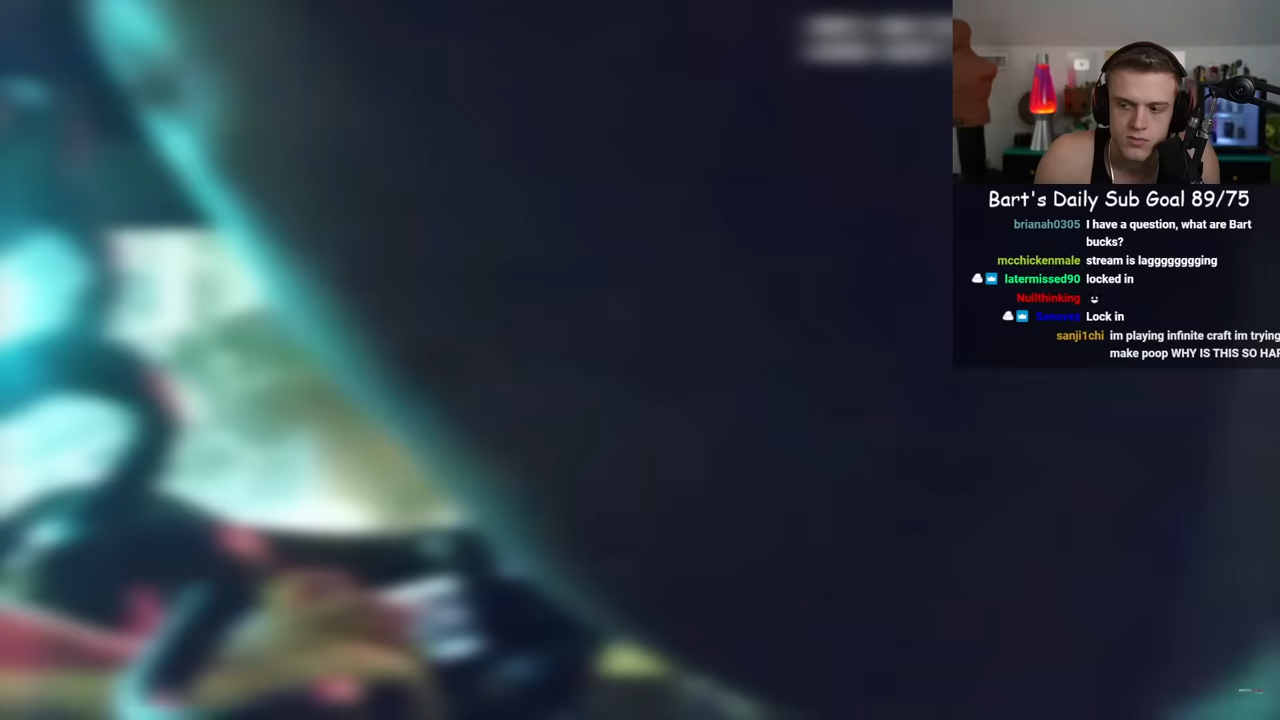 Bart's Daily Sub Goal 89/75
brianah0305 I have a question, what are Bart
bucks?
mcchickenmale stream is lagggggggging
latermissed90 locked in
Nullthinking
Lock in
sanji1chi im playing infinite craft im trying
make poop WHY IS THIS SO HAR